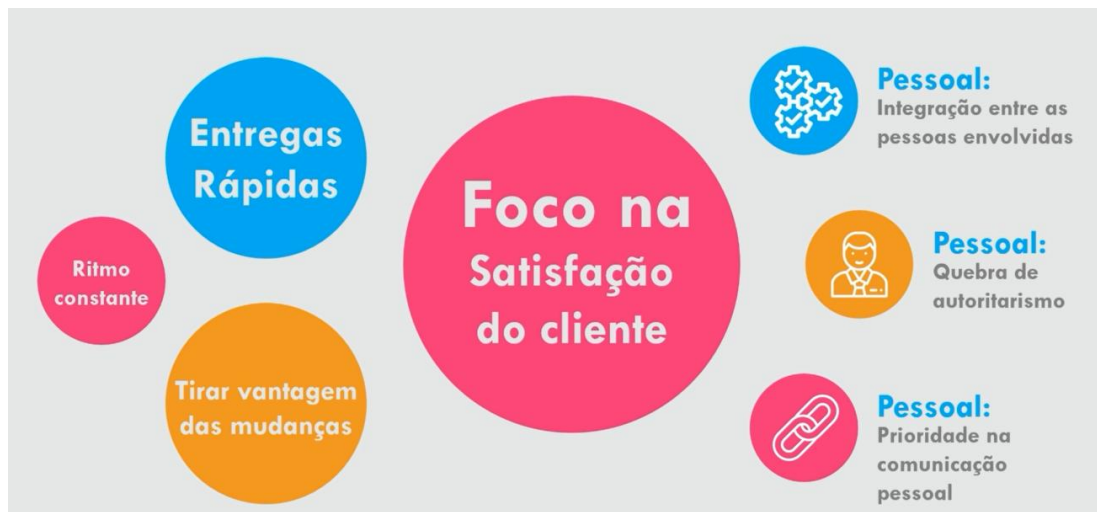 Entregas
Rápidas
Ritmo
constante
Tirar vantagem
das mudanças
Foco na
Satisfação
do cliente
Pessoal:
Integração entre as
pessoas envolvidas
Pessoal:
Quebra de
autoritarismo
Pessoal:
Prioridade na
comunicação
pessoal